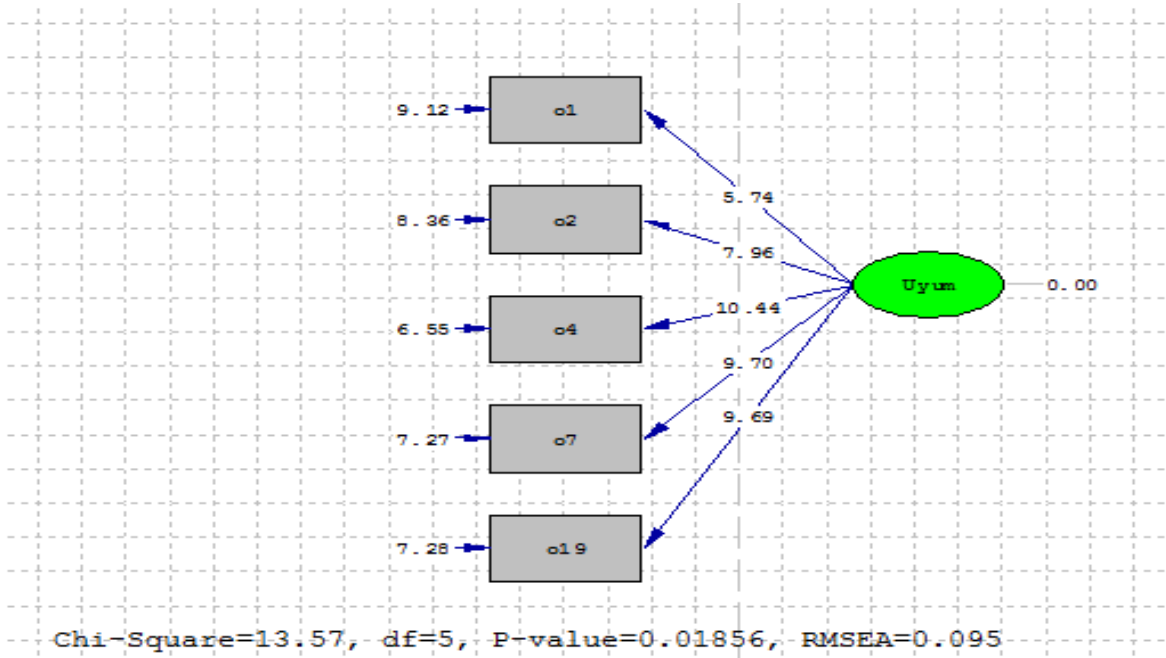 9.12
o1
5.74
8.36
o2
7.96
Uyum
0.00
10.44
6.55
o4
9.70
9.69
7.27
o7
7.28
o19
Chi-Square=13.57, df=5, P-value=0.01856, RMSEA=0.095